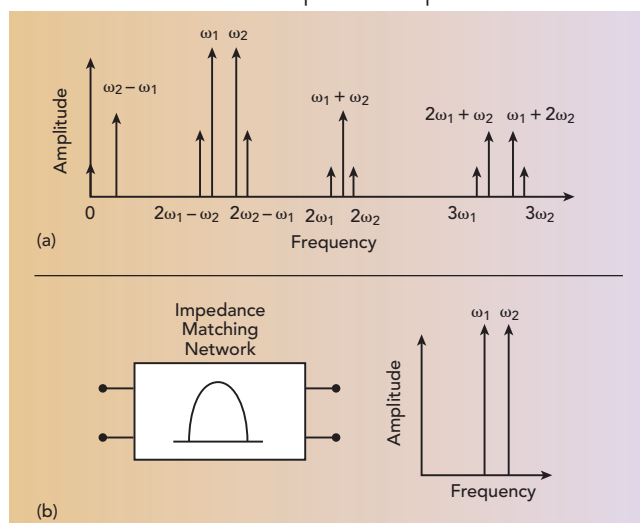 ω₁ ω₂
ω₂ – ω₁
ω₁ + ω₂
2ω₁ + ω₂ ω₁ + 2ω₂
Amplitude
0 2ω₁ – ω₂ 2ω₂ – ω₁ 2ω₁ 2ω₂ 3ω₁ 3ω₂
(a)
Frequency
Impedance
Matching
Network
ω₁ ω₂
Amplitude
Frequency
(b)